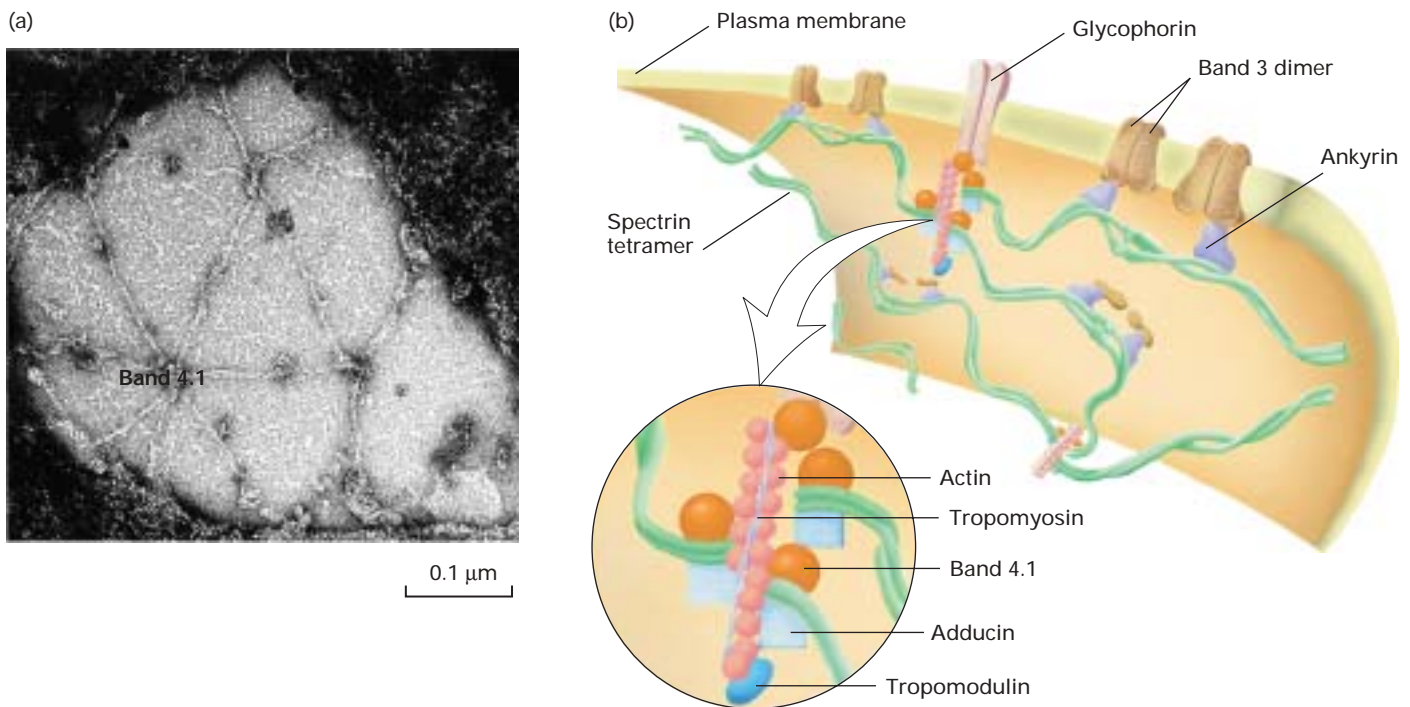 (a)
Band 4.1
0.1 µm
(b)
Plasma membrane
Glycophorin
Band 3 dimer
Ankyrin
Spectrin
tetramer
Actin
Tropomyosin
Band 4.1
Adducin
Tropomodulin